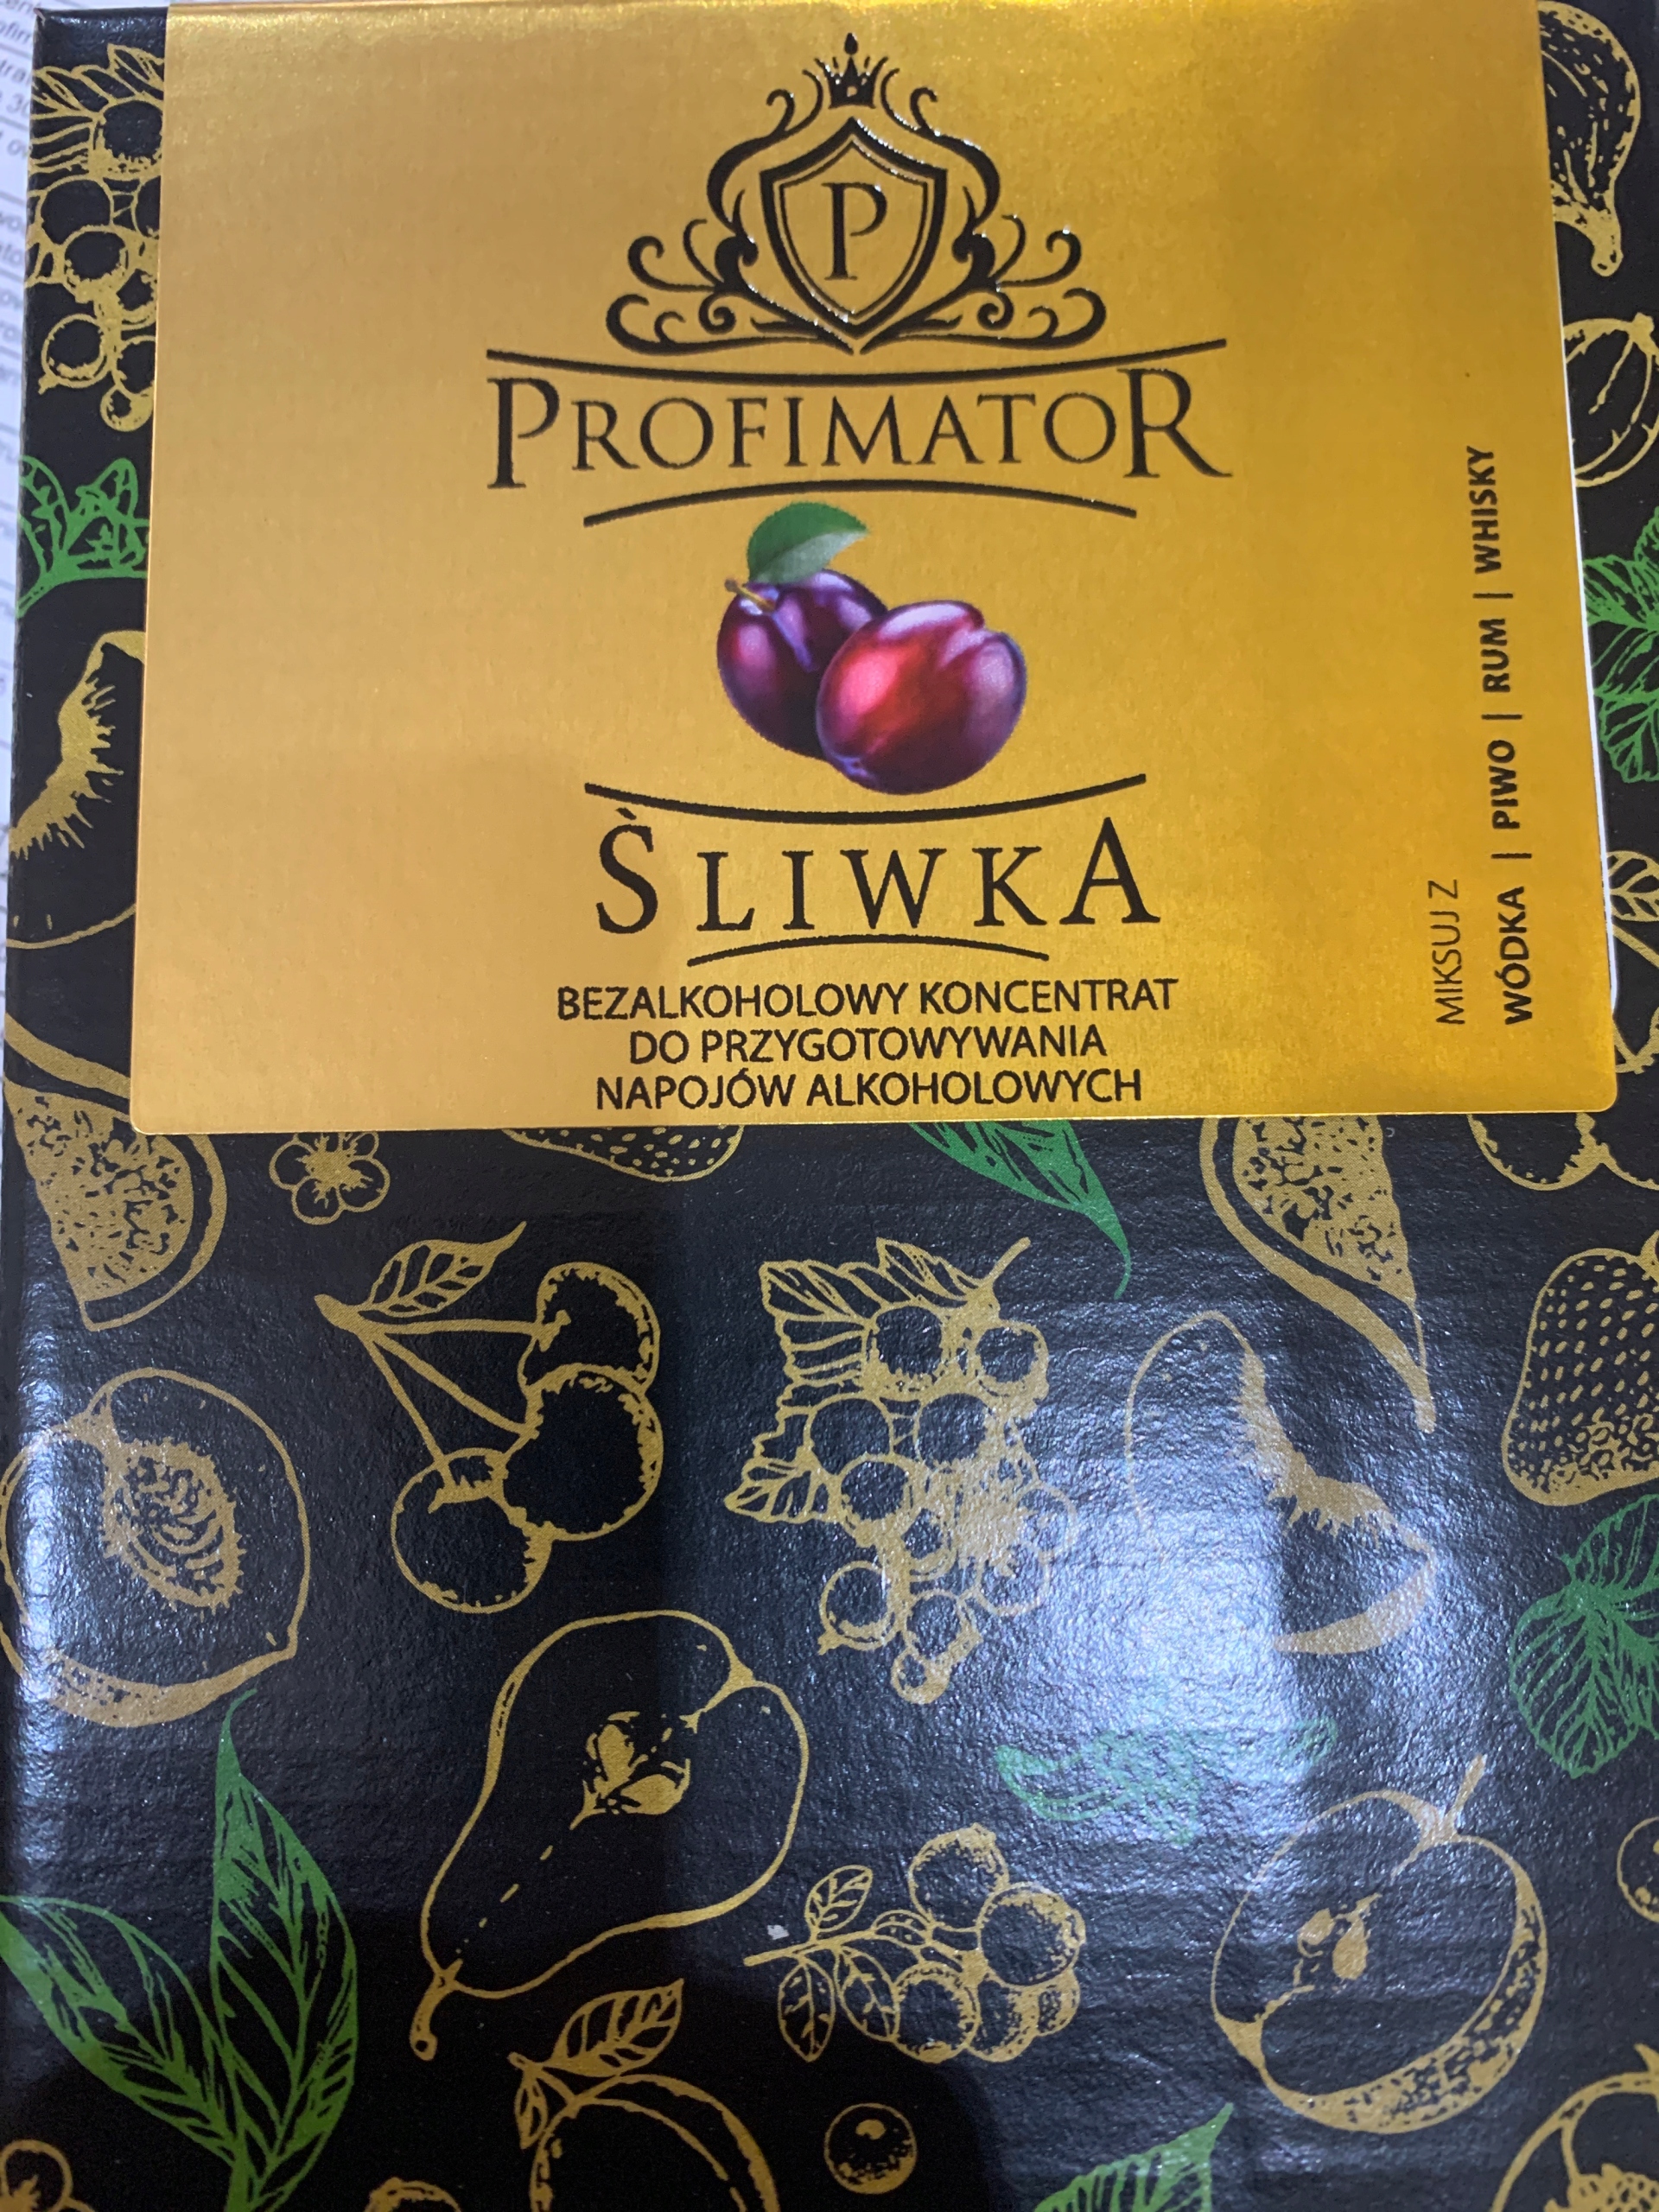 P
PROFIMATOR
ŚLIWKA
BEZALKOHOLOWY KONCENTRAT
DO PRZYGOTOWYWANIA
NAPOJÓW ALKOHOLOWYCH
MIKSUJ Z
WÓDKA | PIWO | RUM | WHISKY